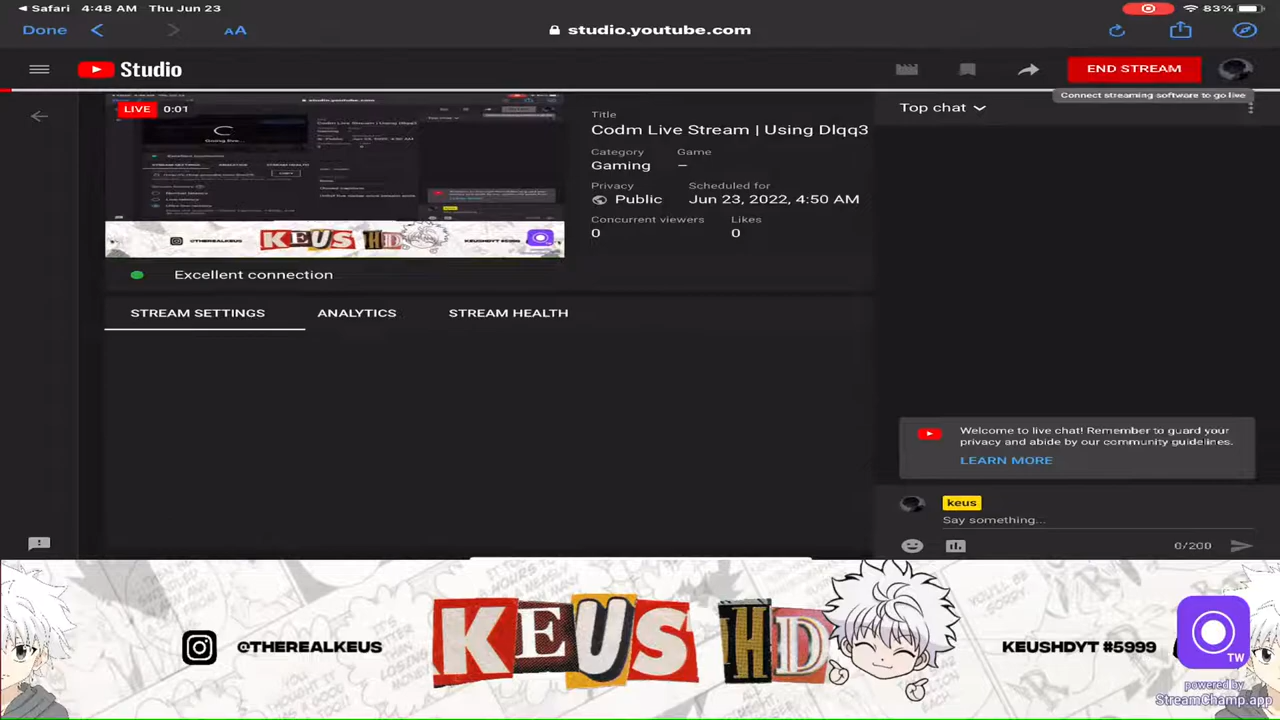 Safari 4:48 AM Thu Jun 23 83%
Done AA studio.youtube.com
Studio END STREAM
Connect streaming software to go live
LIVE 0:01
Top chat
Title
Codm Live Stream | Using Dlqq3
Category Game
Gaming –
Privacy Scheduled for
Public Jun 23, 2022, 4:50 AM
Concurrent viewers Likes
0 0
@THEREALKEUS KEUS HD
Excellent connection
STREAM SETTINGS ANALYTICS STREAM HEALTH
Welcome to live chat! Remember to guard your
privacy and abide by our community guidelines.
LEARN MORE
keus
Say something...
0/200
@THEREALKEUS KEUS HD KEUSHDYT #5999
TW
powered by
StreamChamp.app